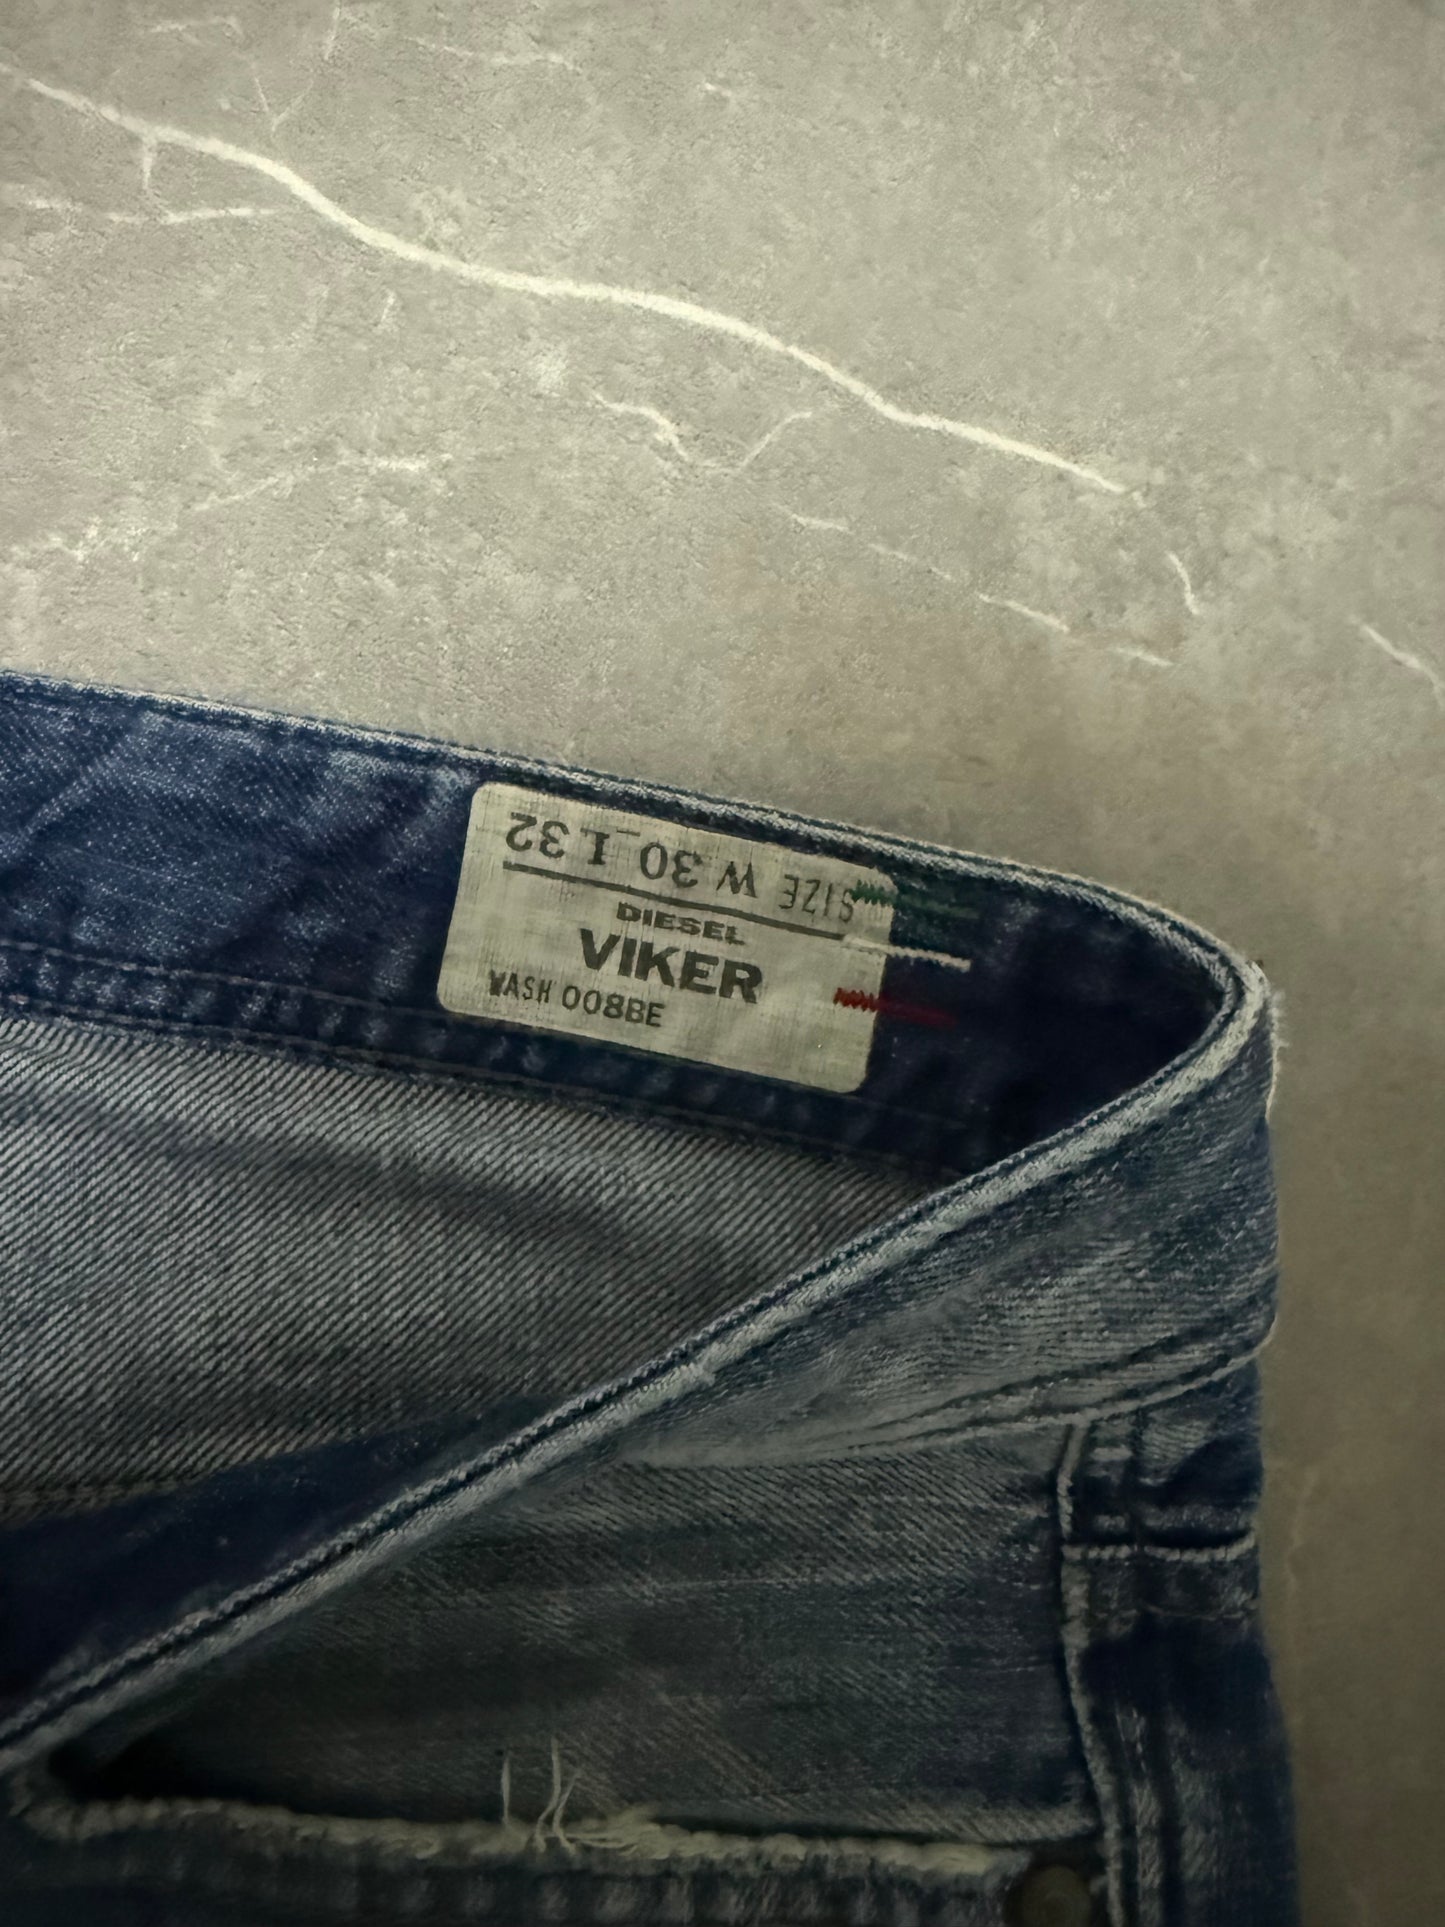 SIZE W 30 L 32
DIESEL
VIKER
WASH 008BE